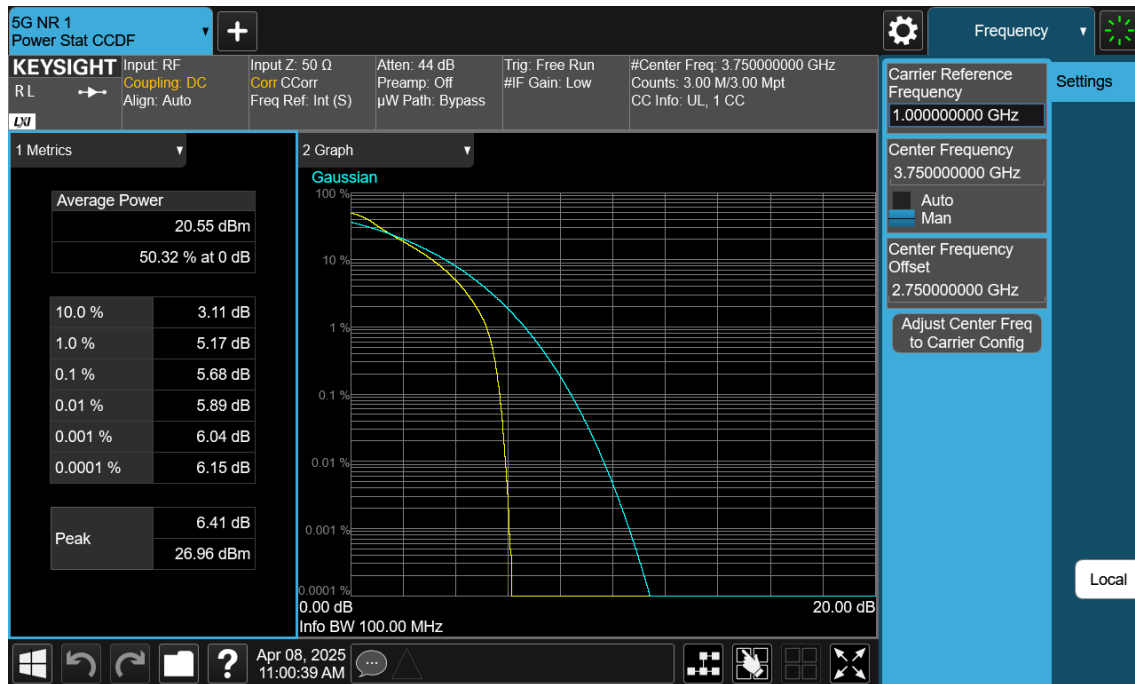 5G NR 1
Power Stat CCDF
Frequency
KEYSIGHT
R L
LXI
Input: RF
Coupling: DC
Align: Auto
Input Z: 50 Ω
Corr CCorr
Freq Ref: Int (S)
Atten: 44 dB
Preamp: Off
µW Path: Bypass
Trig: Free Run
#IF Gain: Low
#Center Freq: 3.750000000 GHz
Counts: 3.00 M/3.00 Mpt
CC Info: UL, 1 CC
Carrier Reference
Frequency
1.000000000 GHz
Center Frequency
3.750000000 GHz
Auto
Man
Center Frequency
Offset
2.750000000 GHz
Adjust Center Freq
to Carrier Config
Settings
Local
1 Metrics
Average Power
20.55 dBm
50.32 % at 0 dB
10.0 % 3.11 dB
1.0 % 5.17 dB
0.1 % 5.68 dB
0.01 % 5.89 dB
0.001 % 6.04 dB
0.0001 % 6.15 dB
Peak
6.41 dB
26.96 dBm
2 Graph
Gaussian
100 %
10 %
1 %
0.1 %
0.01 %
0.001 %
0.0001 %
0.00 dB 20.00 dB
Info BW 100.00 MHz
Apr 08, 2025
11:00:39 AM